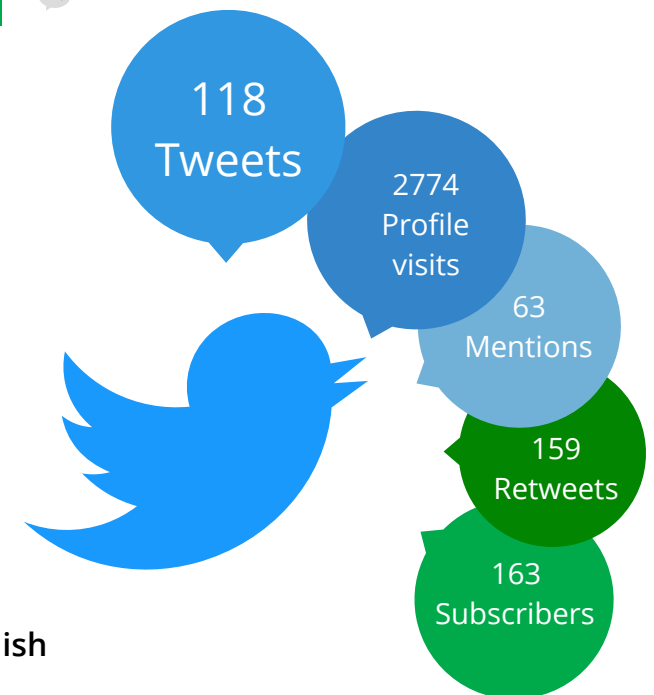 118
Tweets
2774
Profile
visits
63
Mentions
159
Retweets
163
Subscribers
ish